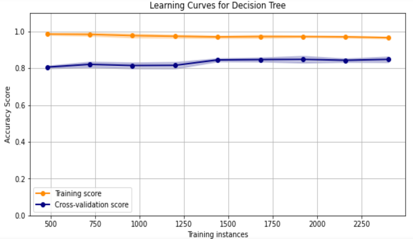 Learning Curves for Decision Tree
Accuracy Score
1.0
0.8
0.6
0.4
0.2
0.0
Training score
Cross-validation score
500
750
1000
1250
1500
1750
2000
2250
Training instances